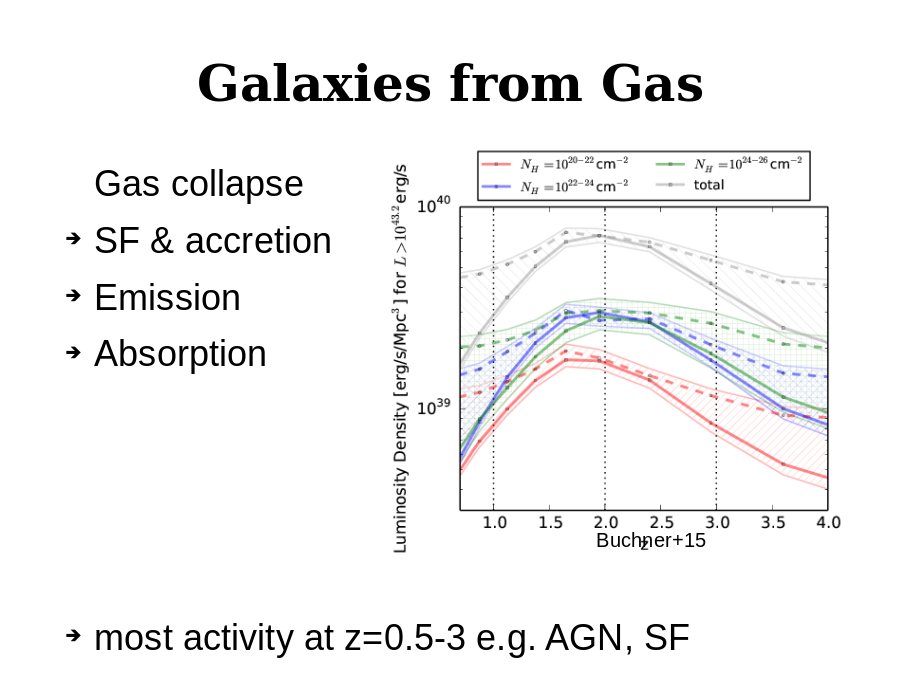 Galaxies from Gas
Gas collapse
➔ SF & accretion
➔ Emission
➔ Absorption
N_H = 10^{20−22} cm^{−2}
N_H = 10^{22−24} cm^{−2}
N_H = 10^{24−26} cm^{−2}
total
Luminosity Density [erg/s/Mpc³] for L > 10^{43.2} erg/s
10^{40}
10^{39}
1.0 1.5 2.0 2.5 3.0 3.5 4.0
z
Buchner+15
➔ most activity at z=0.5-3 e.g. AGN, SF